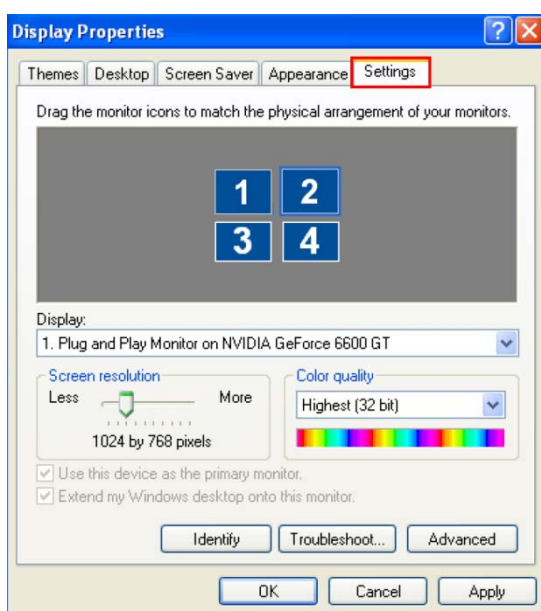 Display Properties
Themes Desktop Screen Saver Appearance Settings
Drag the monitor icons to match the physical arrangement of your monitors.
1 2
3 4
Display:
1. Plug and Play Monitor on NVIDIA GeForce 6600 GT
Screen resolution
Less More
1024 by 768 pixels
Color quality
Highest (32 bit)
Use this device as the primary monitor.
Extend my Windows desktop onto this monitor.
Identify Troubleshoot... Advanced
OK Cancel Apply